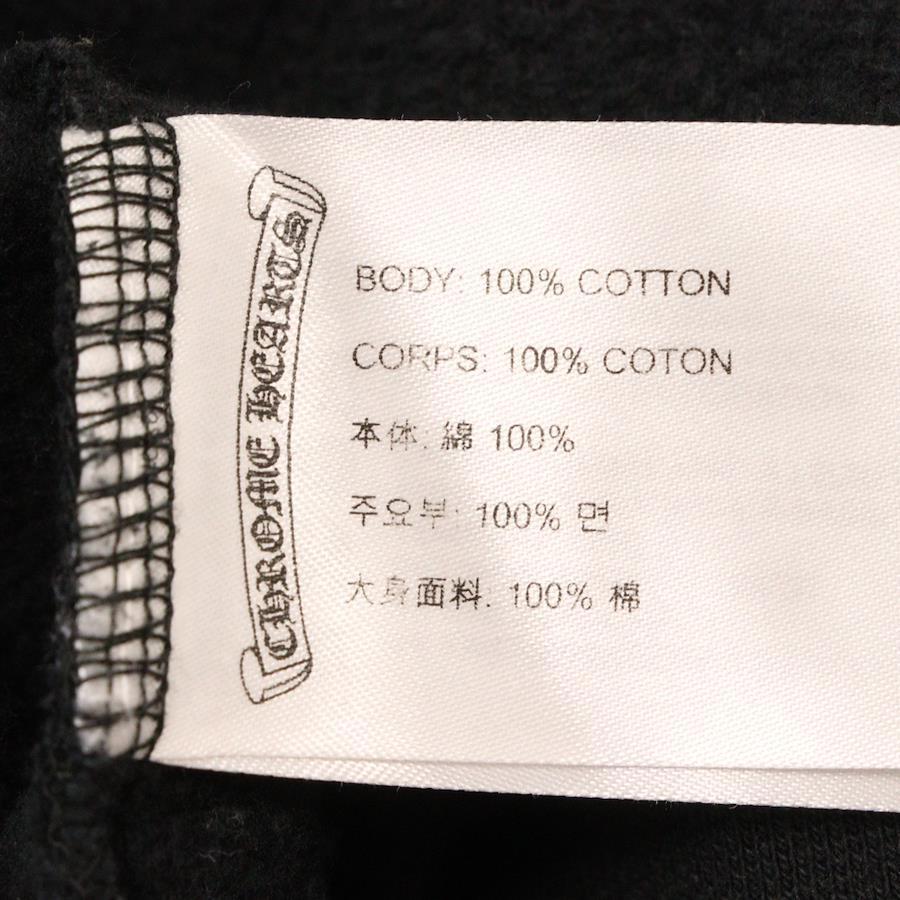 CHROME HEARTS
BODY: 100% COTTON
CORPS: 100% COTON
本体: 綿 100%
주요부: 100% 면
大身面料: 100% 棉